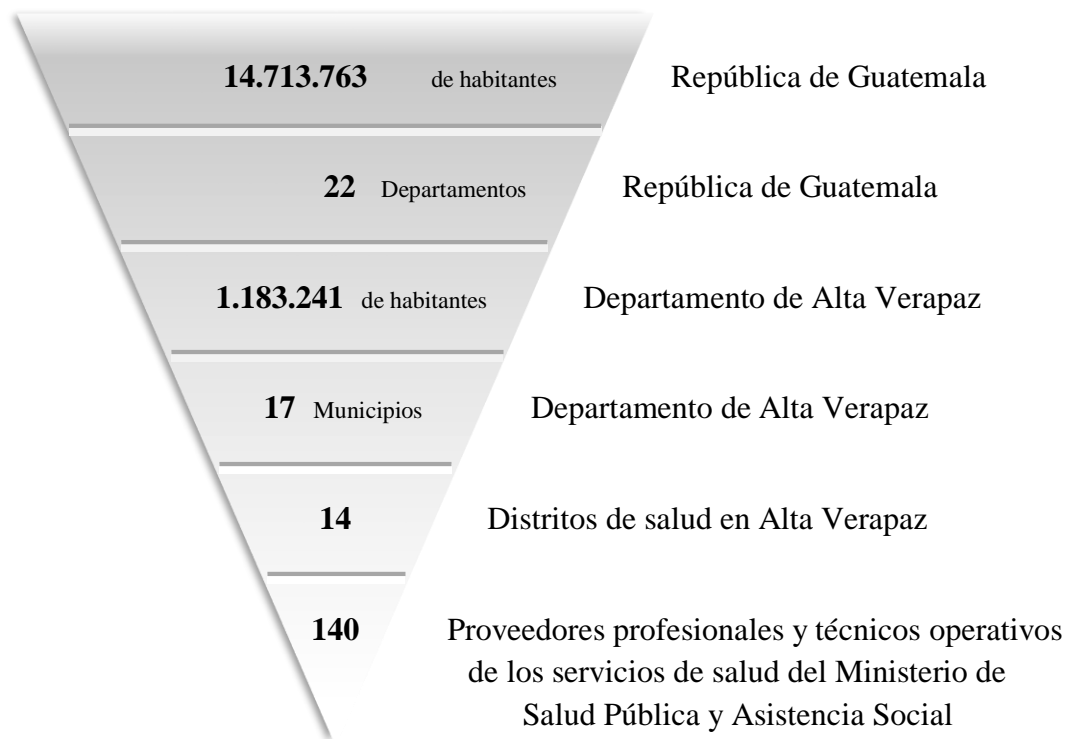 14.713.763 de habitantes República de Guatemala
22 Departamentos República de Guatemala
1.183.241 de habitantes Departamento de Alta Verapaz
17 Municipios Departamento de Alta Verapaz
14 Distritos de salud en Alta Verapaz
140 Proveedores profesionales y técnicos operativos
de los servicios de salud del Ministerio de
Salud Pública y Asistencia Social